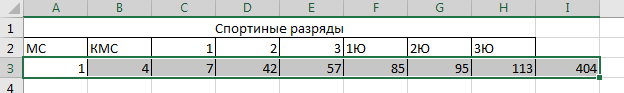 A B C D E F G H I
1 Спортиные разряды
2 МС КМС 1 2 3 1Ю 2Ю 3Ю
3 1 4 7 42 57 85 95 113 404
4